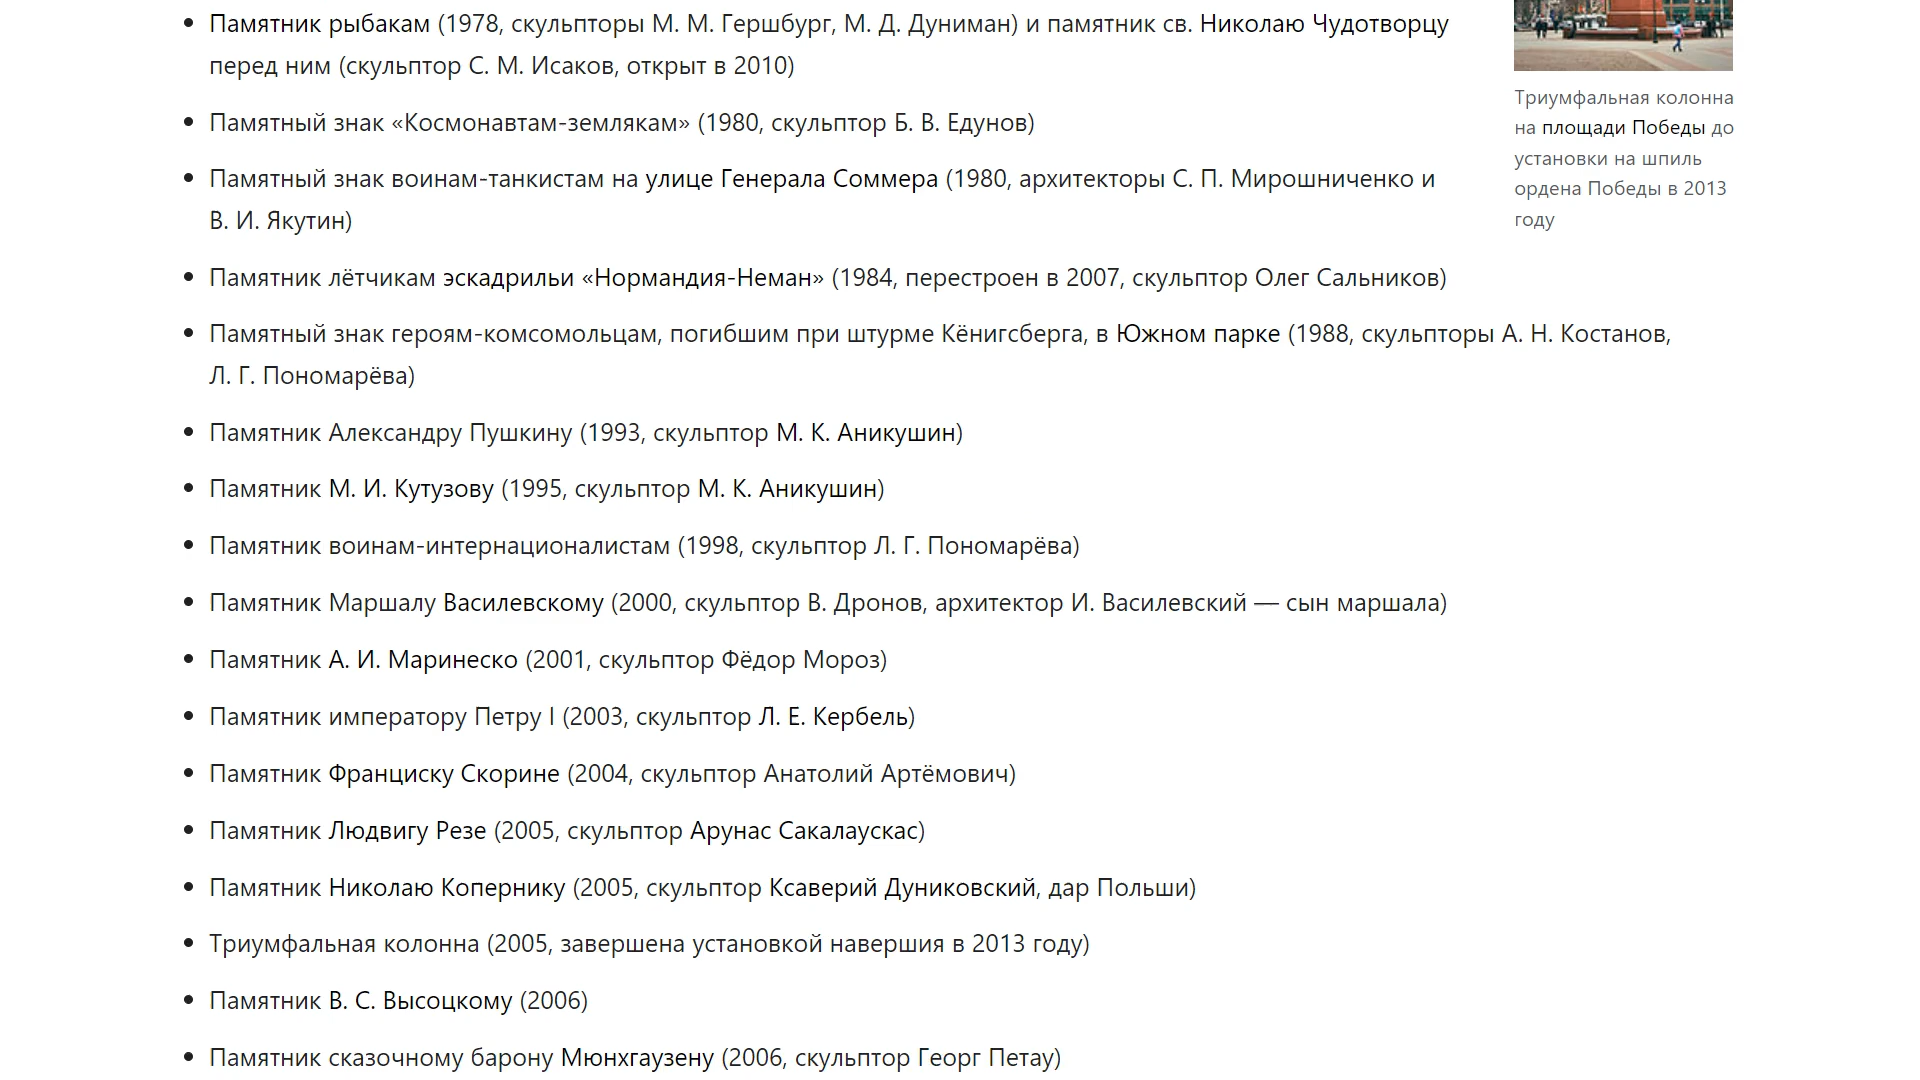 Памятник рыбакам (1978, скульпторы М. М. Гершбург, М. Д. Дуниман) и памятник св. Николаю Чудотворцу
перед ним (скульптор С. М. Исаков, открыт в 2010)
Памятный знак «Космонавтам-землякам» (1980, скульптор Б. В. Едунов)
Памятный знак воинам-танкистам на улице Генерала Соммера (1980, архитекторы С. П. Мирошниченко и
В. И. Якутин)
Памятник лётчикам эскадрильи «Нормандия-Неман» (1984, перестроен в 2007, скульптор Олег Сальников)
Памятный знак героям-комсомольцам, погибшим при штурме Кёнигсберга, в Южном парке (1988, скульпторы А. Н. Костанов,
Л. Г. Пономарёва)
Памятник Александру Пушкину (1993, скульптор М. К. Аникушин)
Памятник М. И. Кутузову (1995, скульптор М. К. Аникушин)
Памятник воинам-интернационалистам (1998, скульптор Л. Г. Пономарёва)
Памятник Маршалу Василевскому (2000, скульптор В. Дронов, архитектор И. Василевский — сын маршала)
Памятник А. И. Маринеско (2001, скульптор Фёдор Мороз)
Памятник императору Петру I (2003, скульптор Л. Е. Кербель)
Памятник Франциску Скорине (2004, скульптор Анатолий Артёмович)
Памятник Людвигу Резе (2005, скульптор Арунас Сакалаускас)
Памятник Николаю Копернику (2005, скульптор Ксаверий Дуниковский, дар Польши)
Триумфальная колонна (2005, завершена установкой навершия в 2013 году)
Памятник В. С. Высоцкому (2006)
Памятник сказочному барону Мюнхгаузену (2006, скульптор Георг Петау)
Триумфальная колонна
на площади Победы до
установки на шпиль
ордена Победы в 2013
году